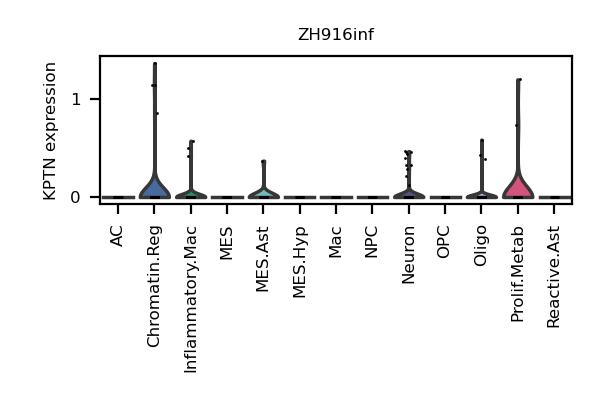 ZH916inf
KPTN expression
1
0
AC
Chromatin.Reg
Inflammatory.Mac
MES
MES.Ast
MES.Hyp
Mac
NPC
Neuron
OPC
Oligo
Prolif.Metab
Reactive.Ast